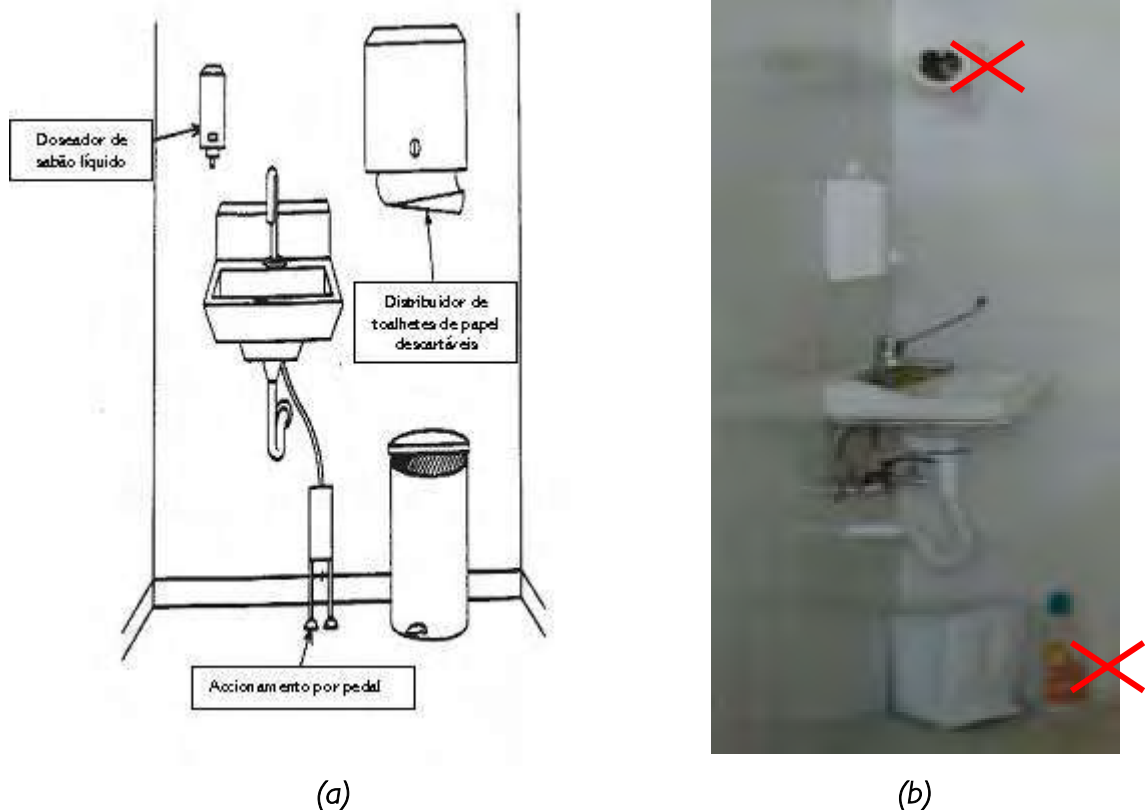 Doseador de
sabão líquido
Distribuidor de
toalhetes de papel
descartáveis
Accionamento por pedal
(a)
(b)